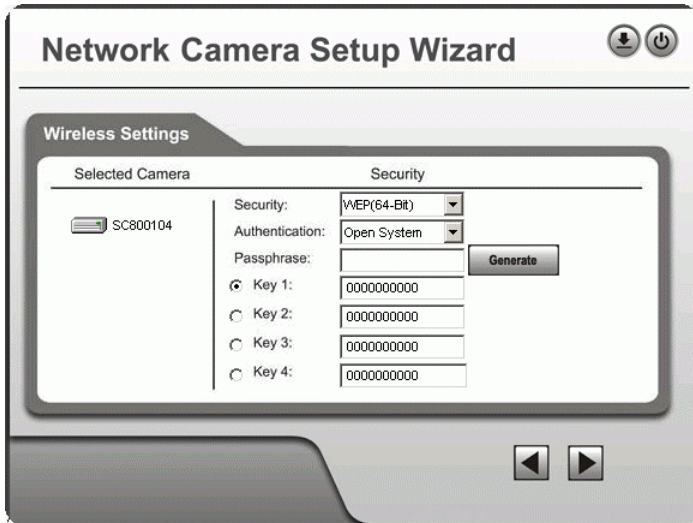 Network Camera Setup Wizard
Wireless Settings
Selected Camera
Security
SC800104
Security: WEP(64-Bit)
Authentication: Open System
Passphrase:
Generate
Key 1: 0000000000
Key 2: 0000000000
Key 3: 0000000000
Key 4: 0000000000